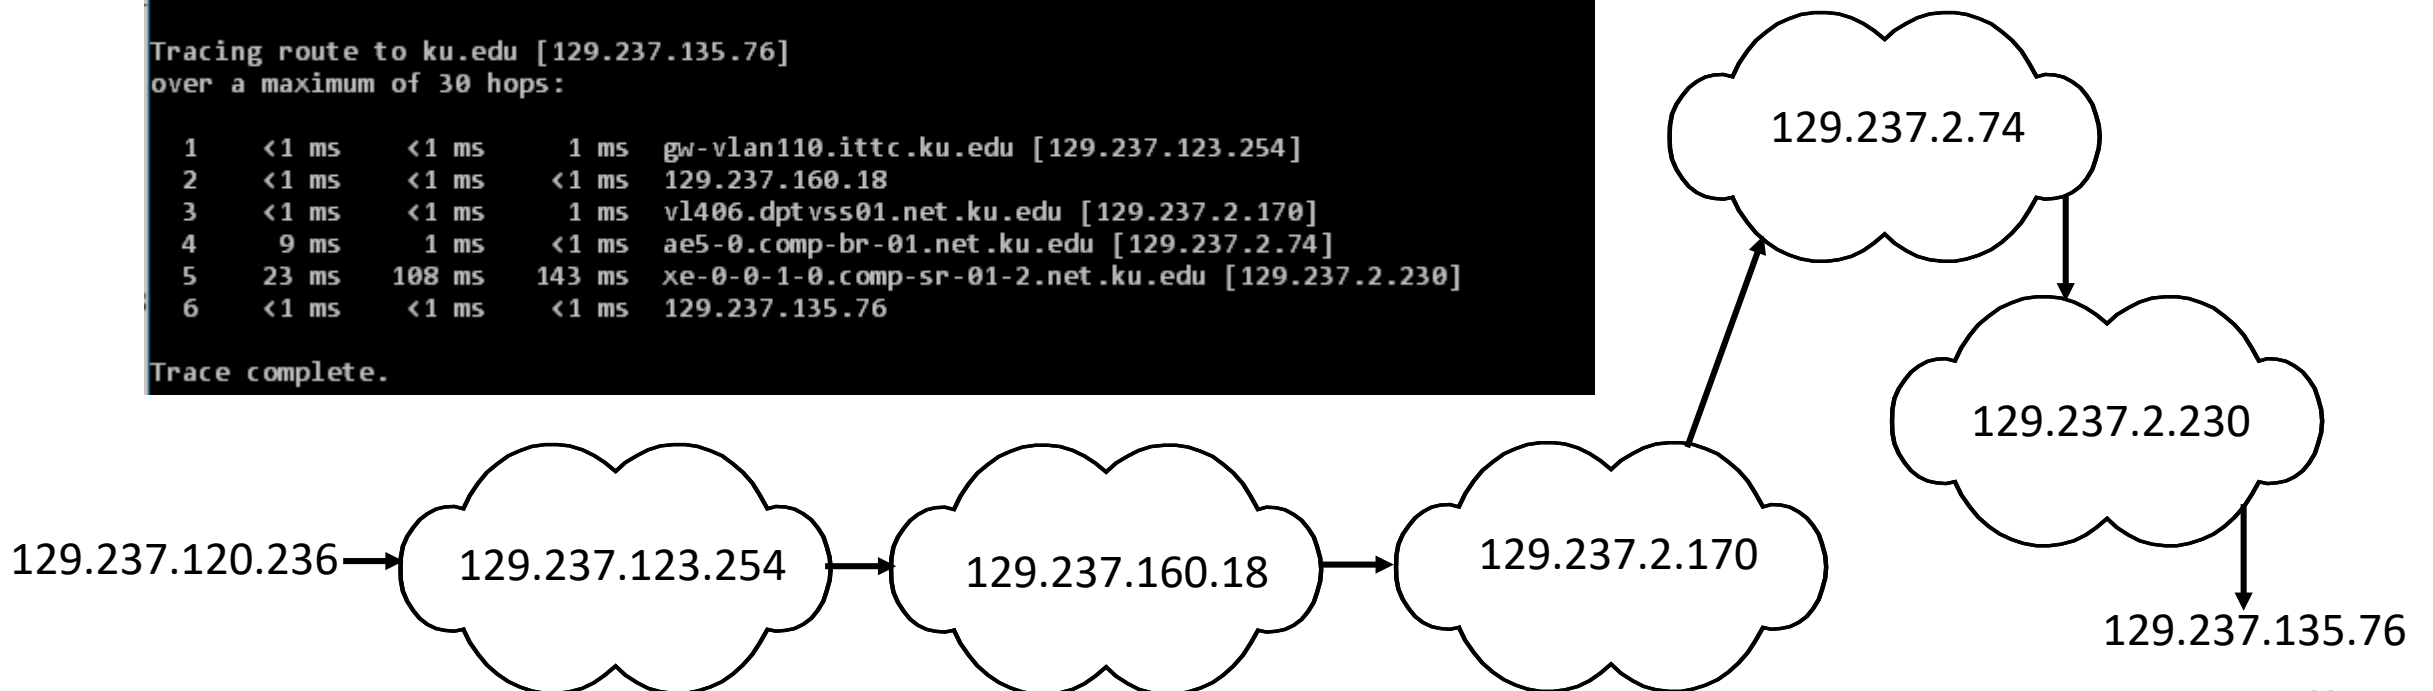 Tracing route to ku.edu [129.237.135.76]
over a maximum of 30 hops:
1 <1 ms <1 ms 1 ms gw-vlan110.ittc.ku.edu [129.237.123.254]
2 <1 ms <1 ms <1 ms 129.237.160.18
3 <1 ms <1 ms 1 ms vl406.dptvss01.net.ku.edu [129.237.2.170]
4 9 ms 1 ms <1 ms ae5-0.comp-br-01.net.ku.edu [129.237.2.74]
5 23 ms 108 ms 143 ms xe-0-0-1-0.comp-sr-01-2.net.ku.edu [129.237.2.230]
6 <1 ms <1 ms <1 ms 129.237.135.76
Trace complete.
129.237.120.236
129.237.123.254
129.237.160.18
129.237.2.170
129.237.2.74
129.237.2.230
129.237.135.76